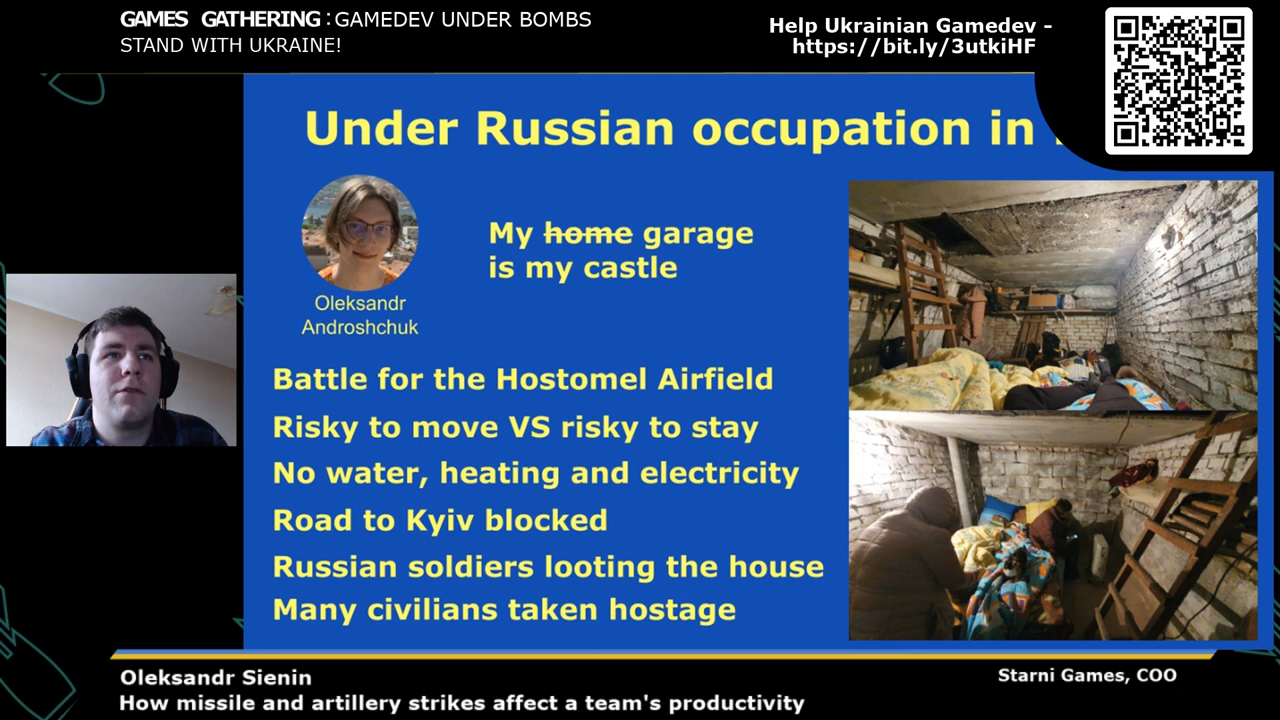 GAMES GATHERING : GAMEDEV UNDER BOMBS
STAND WITH UKRAINE!
Help Ukrainian Gamedev -
https://bit.ly/3utkiHF
Under Russian occupation in
My home garage
is my castle
Oleksandr
Androshchuk
Battle for the Hostomel Airfield
Risky to move VS risky to stay
No water, heating and electricity
Road to Kyiv blocked
Russian soldiers looting the house
Many civilians taken hostage
Oleksandr Sienin
How missile and artillery strikes affect a team's productivity
Starni Games, COO